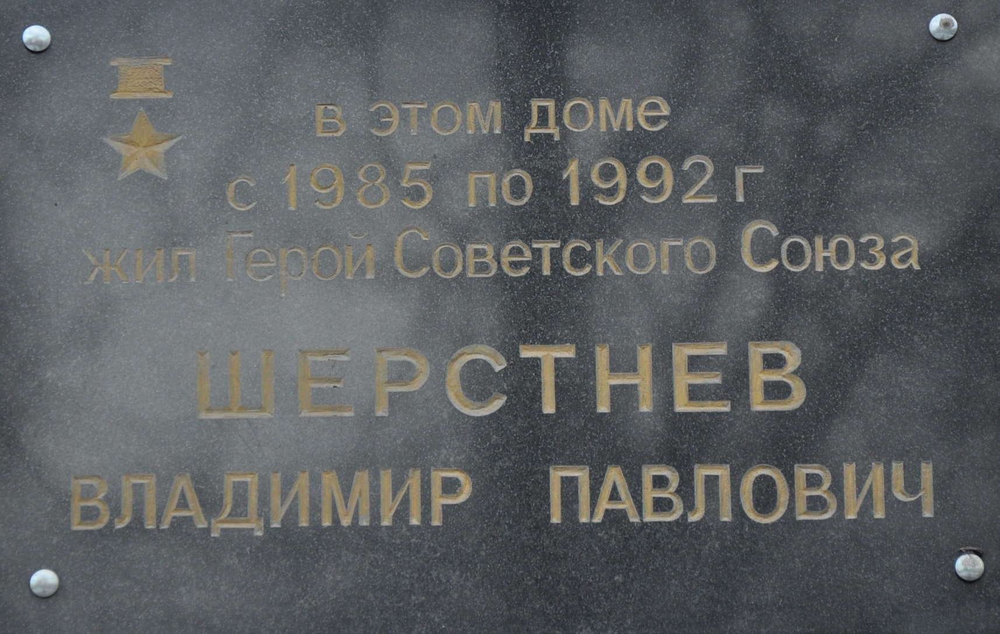 в этом доме
с 1985 по 1992 г
жил Герой Советского Союза
ШЕРСТНЕВ
ВЛАДИМИР ПАВЛОВИЧ